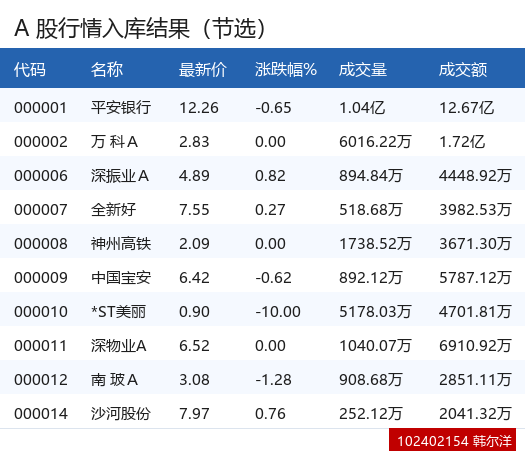 A 股行情入库结果（节选）
代码 名称 最新价 涨跌幅% 成交量 成交额
000001 平安银行 12.26 -0.65 1.04亿 12.67亿
000002 万 科Ａ 2.83 0.00 6016.22万 1.72亿
000006 深振业Ａ 4.89 0.82 894.84万 4448.92万
000007 全新好 7.55 0.27 518.68万 3982.53万
000008 神州高铁 2.09 0.00 1738.52万 3671.30万
000009 中国宝安 6.42 -0.62 892.12万 5787.12万
000010 *ST美丽 0.90 -10.00 5178.03万 4701.81万
000011 深物业A 6.52 0.00 1040.07万 6910.92万
000012 南 玻Ａ 3.08 -1.28 908.68万 2851.11万
000014 沙河股份 7.97 0.76 252.12万 2041.32万
102402154 韩尔洋